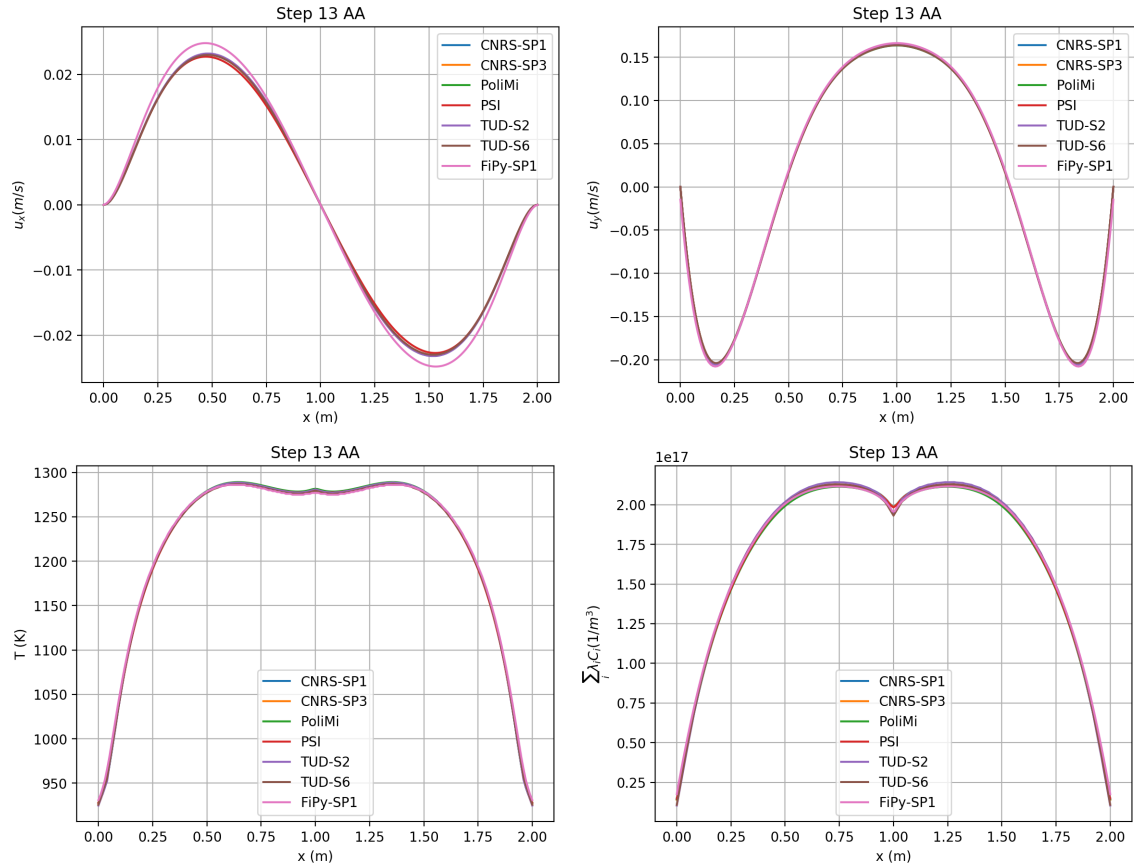 Step 13 AA
0.02
0.01
0.00
−0.01
−0.02
u_x(m/s)
0.00 0.25 0.50 0.75 1.00 1.25 1.50 1.75 2.00
x (m)
CNRS-SP1
CNRS-SP3
PoliMi
PSI
TUD-S2
TUD-S6
FiPy-SP1
Step 13 AA
0.15
0.10
0.05
0.00
−0.05
−0.10
−0.15
−0.20
u_y(m/s)
0.00 0.25 0.50 0.75 1.00 1.25 1.50 1.75 2.00
x (m)
CNRS-SP1
CNRS-SP3
PoliMi
PSI
TUD-S2
TUD-S6
FiPy-SP1
Step 13 AA
1300
1250
1200
1150
1100
1050
1000
950
T (K)
0.00 0.25 0.50 0.75 1.00 1.25 1.50 1.75 2.00
x (m)
CNRS-SP1
CNRS-SP3
PoliMi
PSI
TUD-S2
TUD-S6
FiPy-SP1
Step 13 AA
1e17
2.00
1.75
1.50
1.25
1.00
0.75
0.50
0.25
∑_i λ_iC_i(1/m³)
0.00 0.25 0.50 0.75 1.00 1.25 1.50 1.75 2.00
x (m)
CNRS-SP1
CNRS-SP3
PoliMi
PSI
TUD-S2
TUD-S6
FiPy-SP1